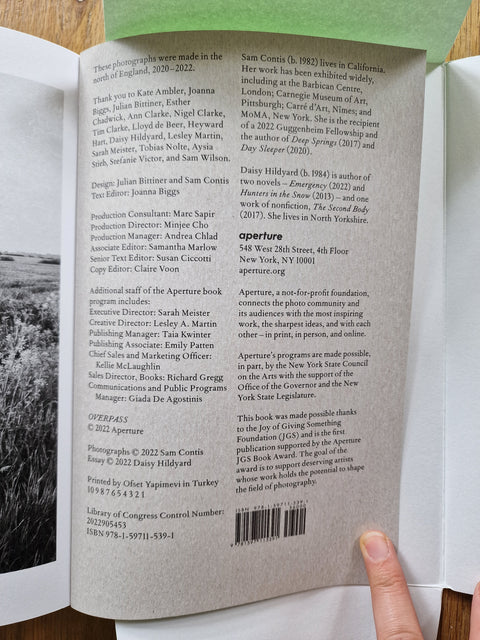 These photographs were made in the
north of England, 2020–2022.
Thank you to Kate Ambler, Joanna
Biggs, Julian Bittiner, Esther
Chadwick, Ann Clarke, Nigel Clarke,
Tim Clarke, Lloyd de Beer, Heyward
Hart, Daisy Hildyard, Lesley Martin,
Sarah Meister, Tobias Nolte, Aysia
Stieb, Stefanie Victor, and Sam Wilson.
Design: Julian Bittiner and Sam Contis
Text Editor: Joanna Biggs
Production Consultant: Marc Sapir
Production Director: Minjee Cho
Production Manager: Andrea Chlad
Associate Editor: Samantha Marlow
Senior Text Editor: Susan Ciccotti
Copy Editor: Claire Voon
Additional staff of the Aperture book
program includes:
Executive Director: Sarah Meister
Creative Director: Lesley A. Martin
Publishing Manager: Taia Kwinter
Publishing Associate: Emily Patten
Chief Sales and Marketing Officer:
Kellie McLaughlin
Sales Director, Books: Richard Gregg
Communications and Public Programs
Manager: Giada De Agostinis
OVERPASS
© 2022 Aperture
Photographs © 2022 Sam Contis
Essay © 2022 Daisy Hildyard
Printed by Ofset Yapimevi in Turkey
10 9 8 7 6 5 4 3 2 1
Library of Congress Control Number:
2022905453
ISBN 978-1-59711-539-1
Sam Contis (b. 1982) lives in California.
Her work has been exhibited widely,
including at the Barbican Centre,
London; Carnegie Museum of Art,
Pittsburgh; Carré d'Art, Nîmes; and
MoMA, New York. She is the recipient
of a 2022 Guggenheim Fellowship and
the author of Deep Springs (2017) and
Day Sleeper (2020).
Daisy Hildyard (b. 1984) is author of
two novels – Emergency (2022) and
Hunters in the Snow (2013) – and one
work of nonfiction, The Second Body
(2017). She lives in North Yorkshire.
aperture
548 West 28th Street, 4th Floor
New York, NY 10001
aperture.org
Aperture, a not-for-profit foundation,
connects the photo community and
its audiences with the most inspiring
work, the sharpest ideas, and with each
other – in print, in person, and online.
Aperture's programs are made possible,
in part, by the New York State Council
on the Arts with the support of the
Office of the Governor and the New
York State Legislature.
This book was made possible thanks
to the Joy of Giving Something
Foundation (JGS) and is the first
publication supported by the Aperture
JGS Book Award. The goal of the
award is to support deserving artists
whose work holds the potential to shape
the field of photography.
ISBN 978-1-59711-539-1